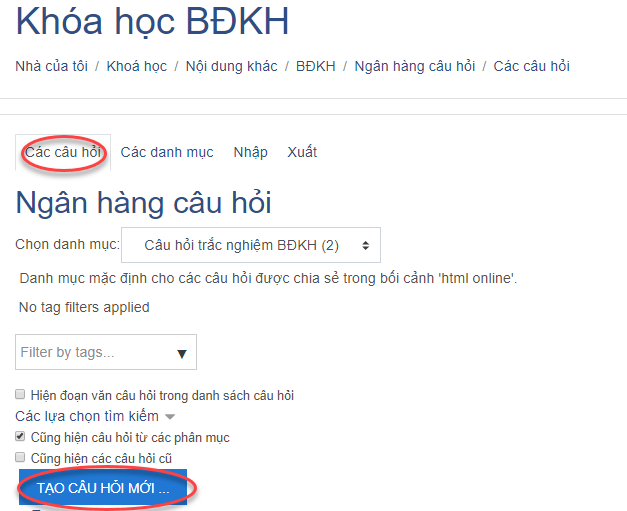 Khóa học BĐKH
Nhà của tôi / Khoá học / Nội dung khác / BĐKH / Ngân hàng câu hỏi / Các câu hỏi
Các câu hỏi Các danh mục Nhập Xuất
Ngân hàng câu hỏi
Chọn danh mục: Câu hỏi trắc nghiệm BĐKH (2)
Danh mục mặc định cho các câu hỏi được chia sẻ trong bối cảnh 'html online'.
No tag filters applied
Filter by tags...
Hiện đoạn văn câu hỏi trong danh sách câu hỏi
Các lựa chọn tìm kiếm
Cũng hiện câu hỏi từ các phân mục
Cũng hiện các câu hỏi cũ
TẠO CÂU HỎI MỚI ...